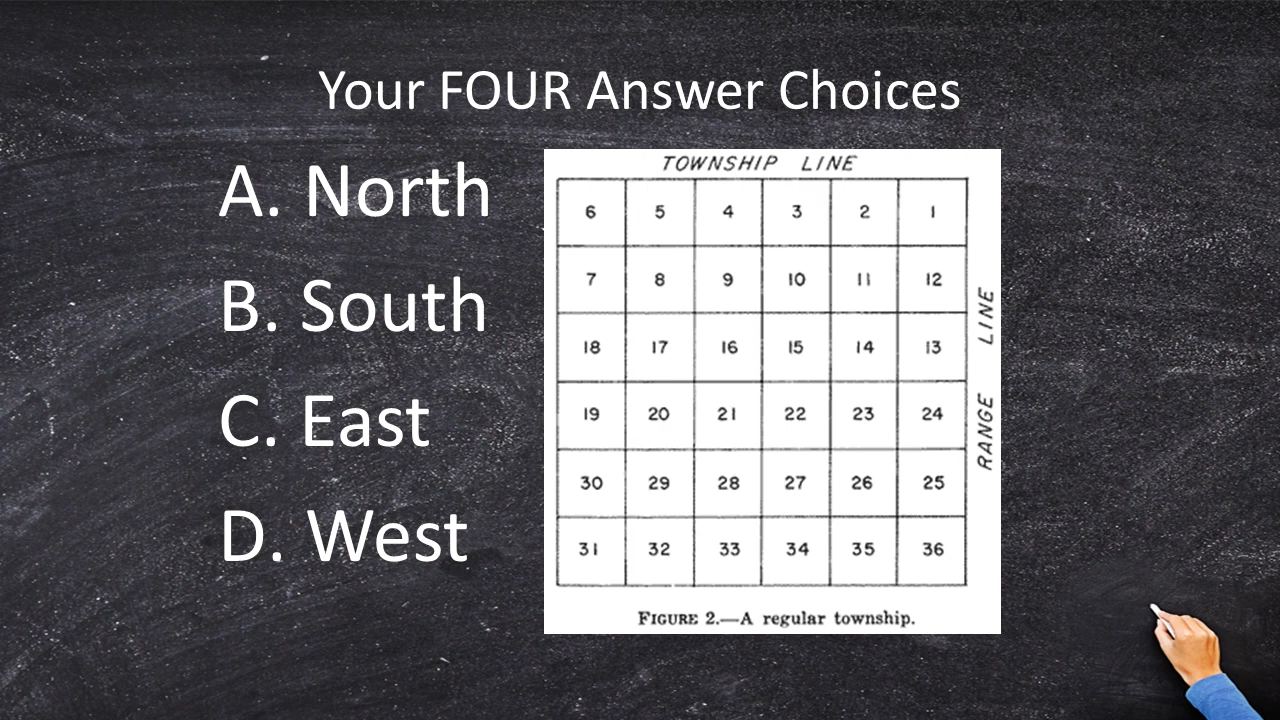 Your FOUR Answer Choices
A. North
B. South
C. East
D. West
TOWNSHIP LINE
6 5 4 3 2 1
7 8 9 10 11 12
18 17 16 15 14 13
19 20 21 22 23 24
30 29 28 27 26 25
31 32 33 34 35 36
RANGE LINE
FIGURE 2.—A regular township.